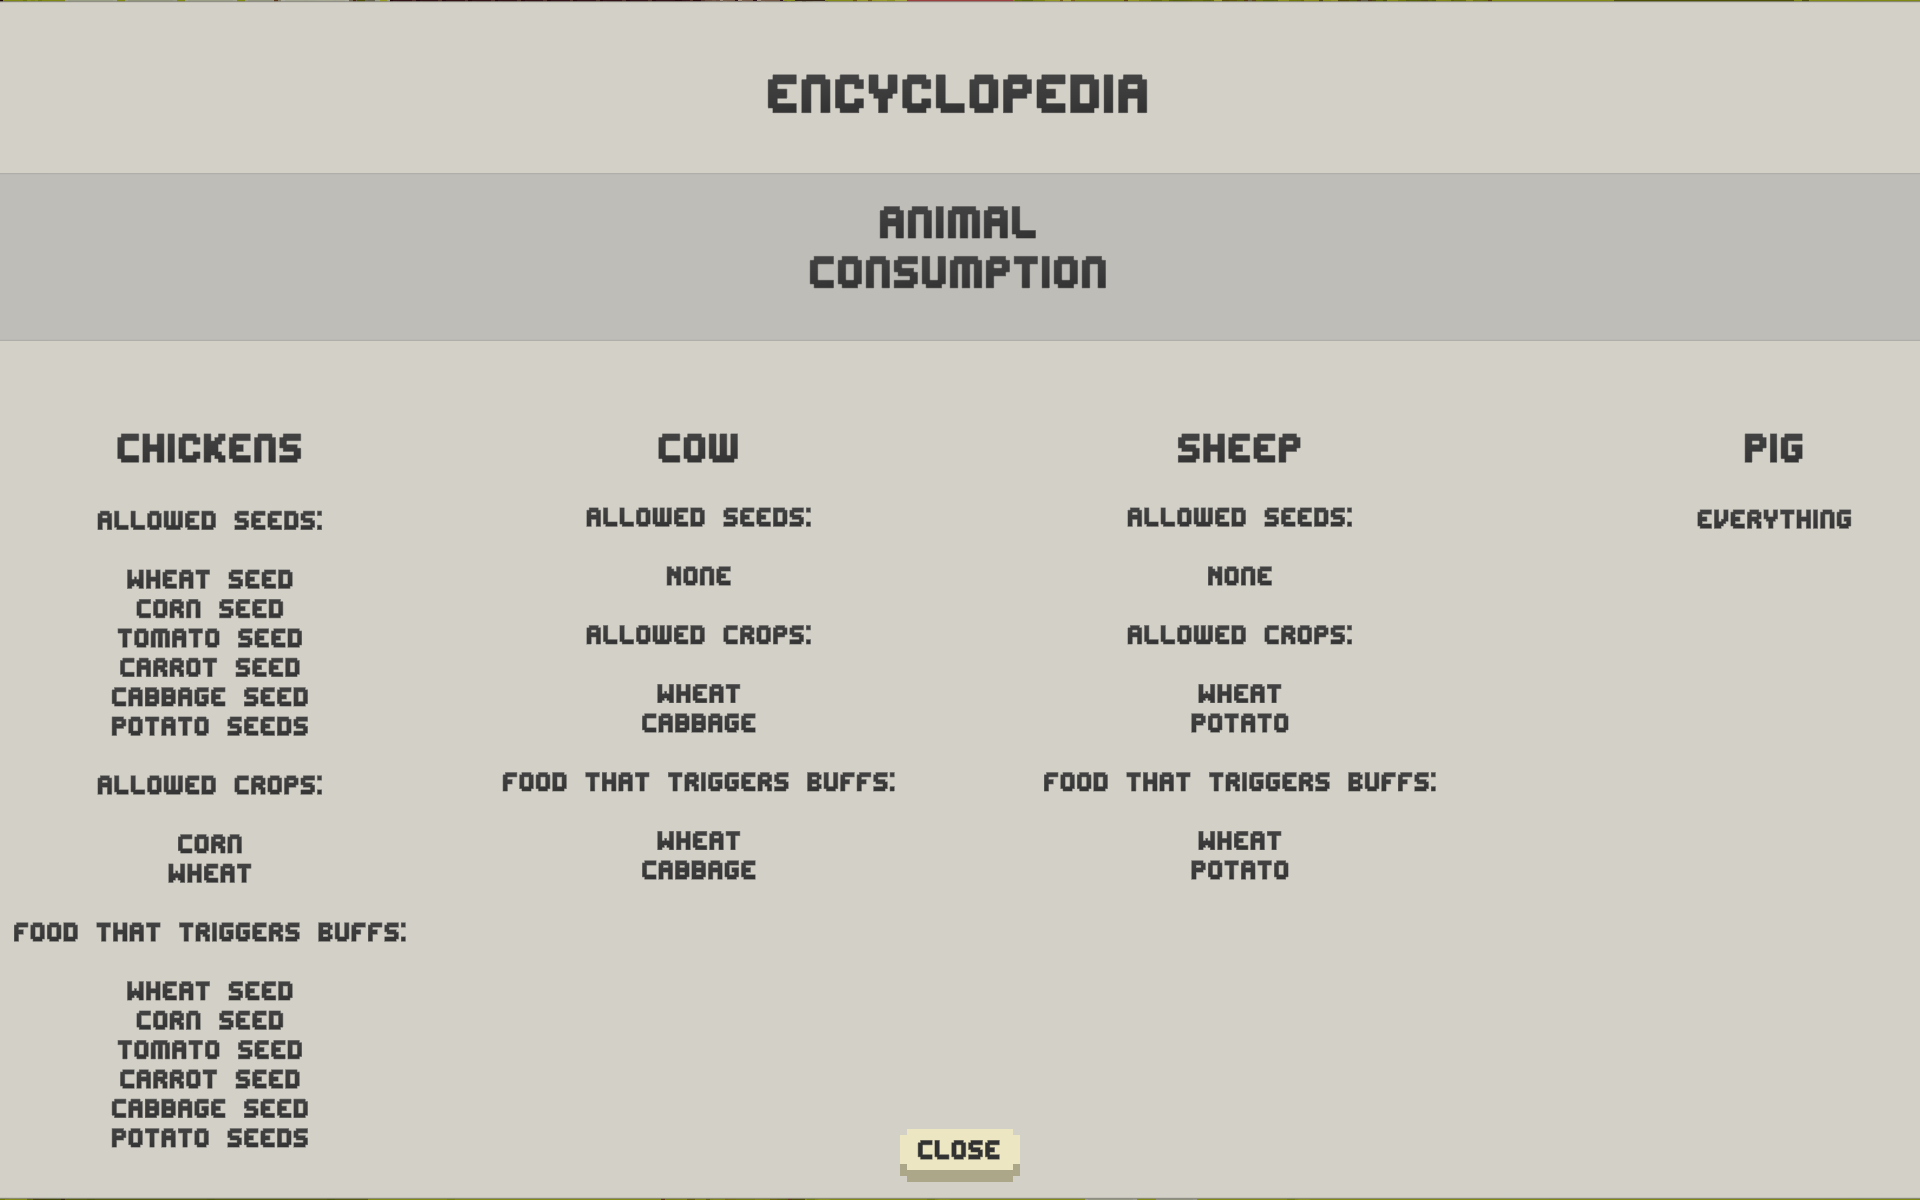 ENCYCLOPEDIA
ANIMAL
CONSUMPTION
CHICKENS
ALLOWED SEEDS:
WHEAT SEED
CORN SEED
TOMATO SEED
CARROT SEED
CABBAGE SEED
POTATO SEEDS
ALLOWED CROPS:
CORN
WHEAT
FOOD THAT TRIGGERS BUFFS:
WHEAT SEED
CORN SEED
TOMATO SEED
CARROT SEED
CABBAGE SEED
POTATO SEEDS
COW
ALLOWED SEEDS:
NONE
ALLOWED CROPS:
WHEAT
CABBAGE
FOOD THAT TRIGGERS BUFFS:
WHEAT
CABBAGE
SHEEP
ALLOWED SEEDS:
NONE
ALLOWED CROPS:
WHEAT
POTATO
FOOD THAT TRIGGERS BUFFS:
WHEAT
POTATO
PIG
EVERYTHING
CLOSE